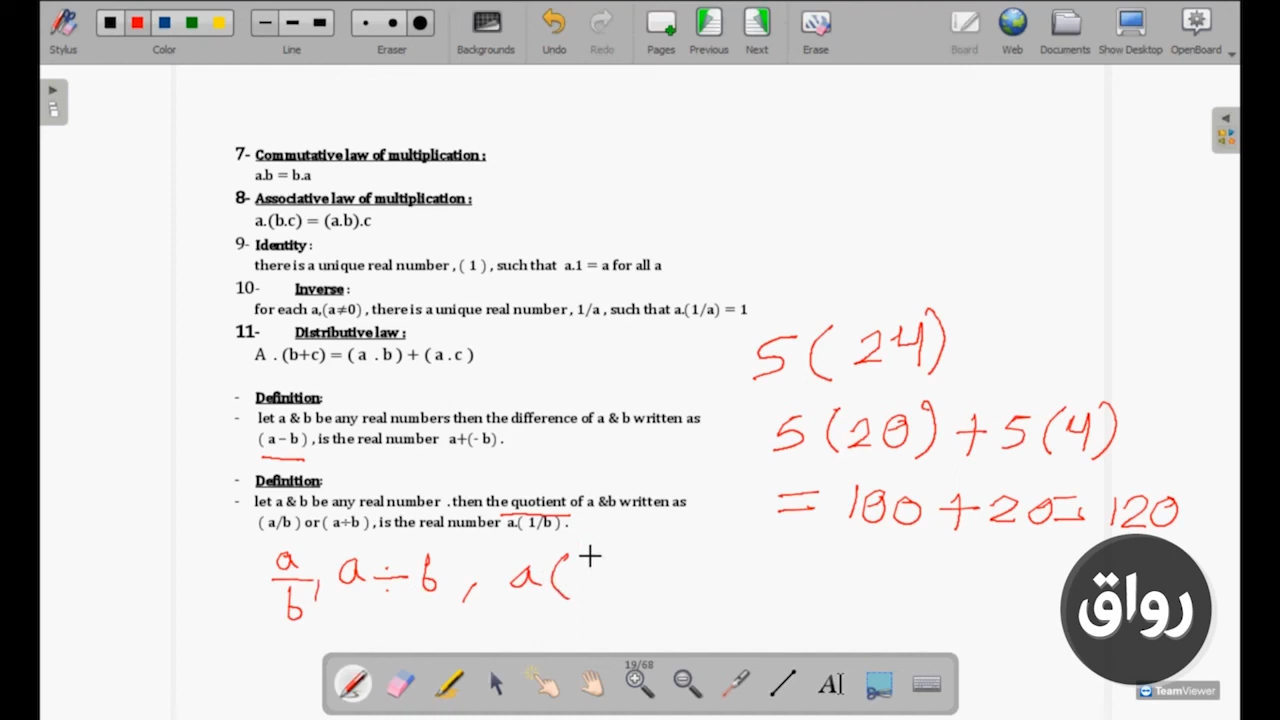 Stylus Color Line Eraser Backgrounds Undo Redo Pages Previous Next Erase Board Web Documents Show Desktop OpenBoard
7- Commutative law of multiplication :
a.b = b.a
8- Associative law of multiplication :
a.(b.c) = (a.b).c
9- Identity :
there is a unique real number , ( 1 ) , such that a.1 = a for all a
10- Inverse :
for each a,(a≠0) , there is a unique real number , 1/a , such that a.(1/a) = 1
11- Distributive law :
A . (b+c) = ( a . b ) + ( a . c )
- Definition:
- let a & b be any real numbers then the difference of a & b written as
( a – b ) , is the real number a+(- b) .
- Definition:
- let a & b be any real number . then the quotient of a &b written as
( a/b ) or ( a÷b ) , is the real number a.( 1/b ) .
a/b , a ÷ b , a (
5 ( 24 )
5 ( 20 ) + 5 ( 4 )
= 100 + 20 = 120
رواق
19/68
AI
TeamViewer